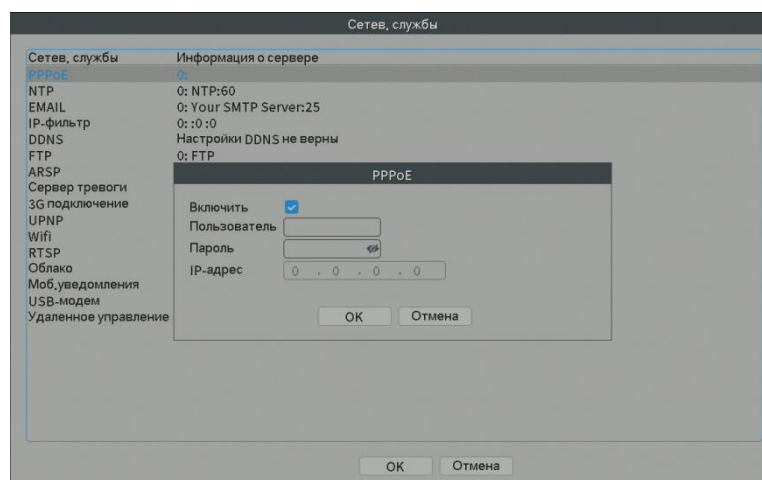 Сетев, службы
Сетев, службы Информация о сервере
PPPoE 0:
NTP 0: NTP:60
EMAIL 0: Your SMTP Server:25
IP-фильтр 0: :0 :0
DDNS Настройки DDNS не верны
FTP 0: FTP
ARSP
Сервер тревоги
3G подключение
UPNP
Wifi
RTSP
Облако
Моб,уведомления
USB-модем
Удаленное управление
PPPoE
Включить
Пользователь
Пароль
IP-адрес 0 . 0 . 0 . 0
OK Отмена
OK Отмена